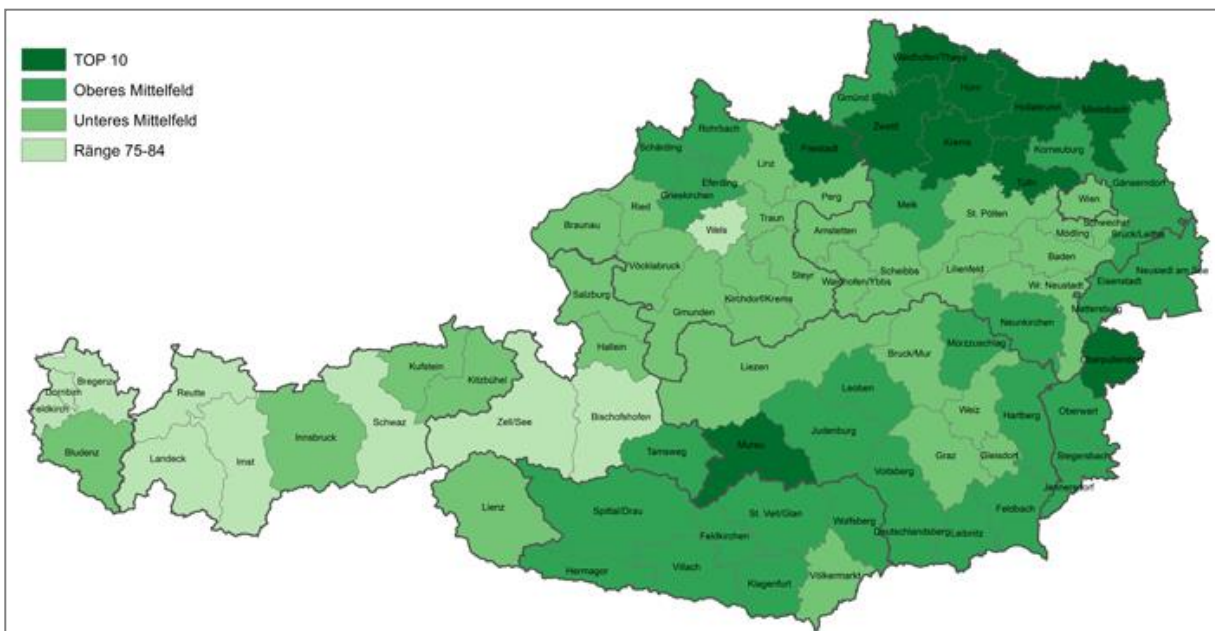 TOP 10
Oberes Mittelfeld
Unteres Mittelfeld
Ränge 75-84
Waidhofen/Thaya
Gmünd
Horn
Hollabrunn
Mistelbach
Zwettl
Krems
Korneuburg
Tulln
Gänserndorf
Rohrbach
Schärding
Freistadt
Linz
Eferding
Grieskirchen
Perg
Melk
St. Pölten
Wien
Schwechat
Mödling
Bruck/Leitha
Ried
Braunau
Wels
Traun
Amstetten
Baden
Neusiedl am See
Eisenstadt
Vöcklabruck
Steyr
Scheibbs
Waidhofen/Ybbs
Lilienfeld
Wr. Neustadt
Mattersburg
Salzburg
Gmunden
Kirchdorf/Krems
Neunkirchen
Hallein
Mürzzuschlag
Bruck/Mur
Liezen
Oberpullendorf
Kufstein
Kitzbühel
Bregenz
Dornbirn
Feldkirch
Reutte
Leoben
Hartberg
Oberwart
Weiz
Bischofshofen
Zell/See
Schwaz
Innsbruck
Imst
Landeck
Bludenz
Tamsweg
Murau
Judenburg
Voitsberg
Graz
Gleisdorf
Stegersbach
Jennersdorf
Feldbach
Lienz
Spittal/Drau
St. Veit/Glan
Wolfsberg
Deutschlandsberg
Leibnitz
Feldkirchen
Hermagor
Villach
Klagenfurt
Völkermarkt